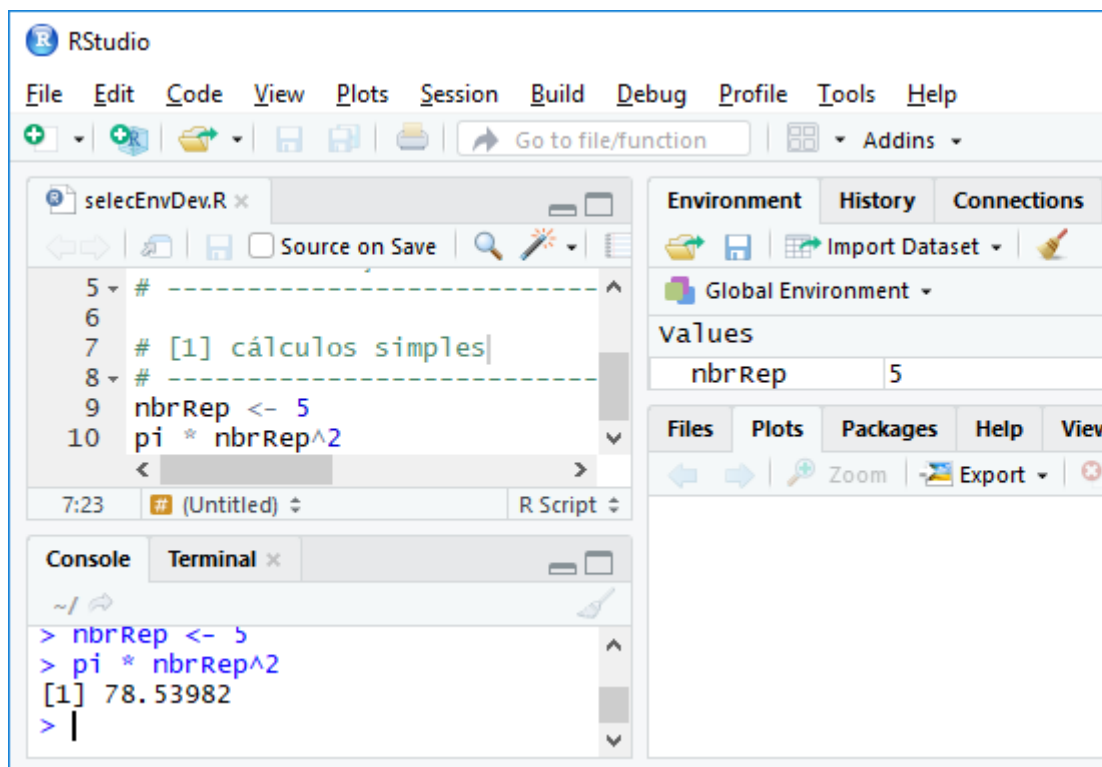 RStudio
File Edit Code View Plots Session Build Debug Profile Tools Help
Go to file/function Addins
selecEnvDev.R
Source on Save
5 # ----------------------------
6
7 # [1] cálculos simples
8 # ----------------------------
9 nbrRep <- 5
10 pi * nbrRep^2
7:23 (Untitled) R Script
Console Terminal
~/
> nbrRep <- 5
> pi * nbrRep^2
[1] 78.53982
>
Environment History Connections
Import Dataset
Global Environment
Values
nbrRep 5
Files Plots Packages Help View
Zoom Export